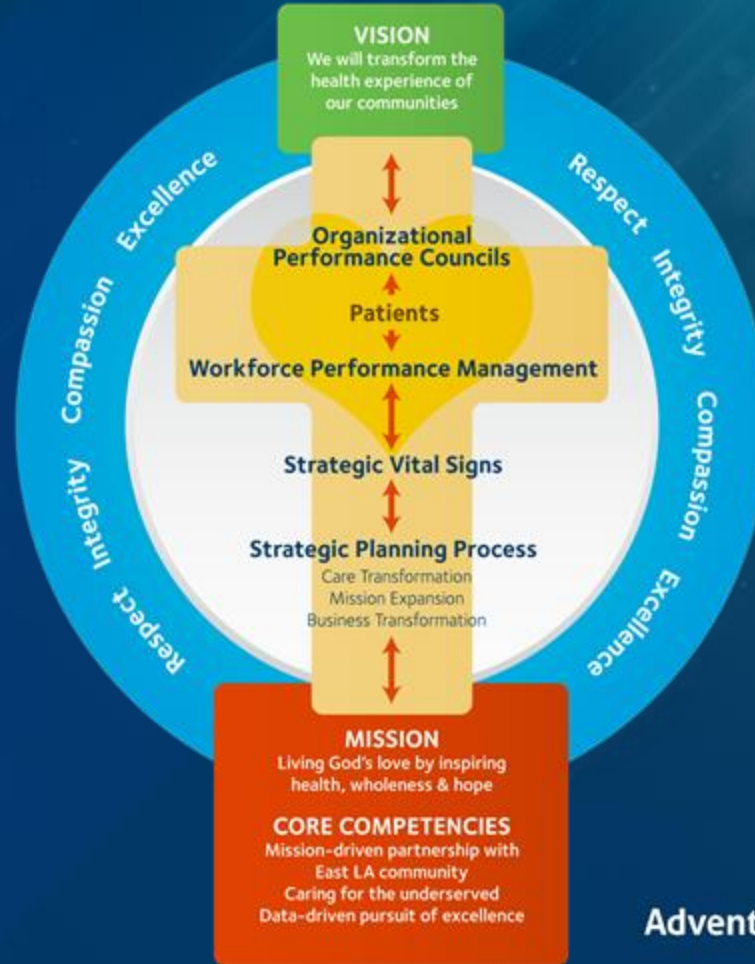 VISION
We will transform the
health experience of
our communities
Respect Integrity Compassion Excellence
Respect Integrity Compassion Excellence
Organizational
Performance Councils
Patients
Workforce Performance Management
Strategic Vital Signs
Strategic Planning Process
Care Transformation
Mission Expansion
Business Transformation
MISSION
Living God's love by inspiring
health, wholeness & hope
CORE COMPETENCIES
Mission-driven partnership with
East LA community
Caring for the underserved
Data-driven pursuit of excellence